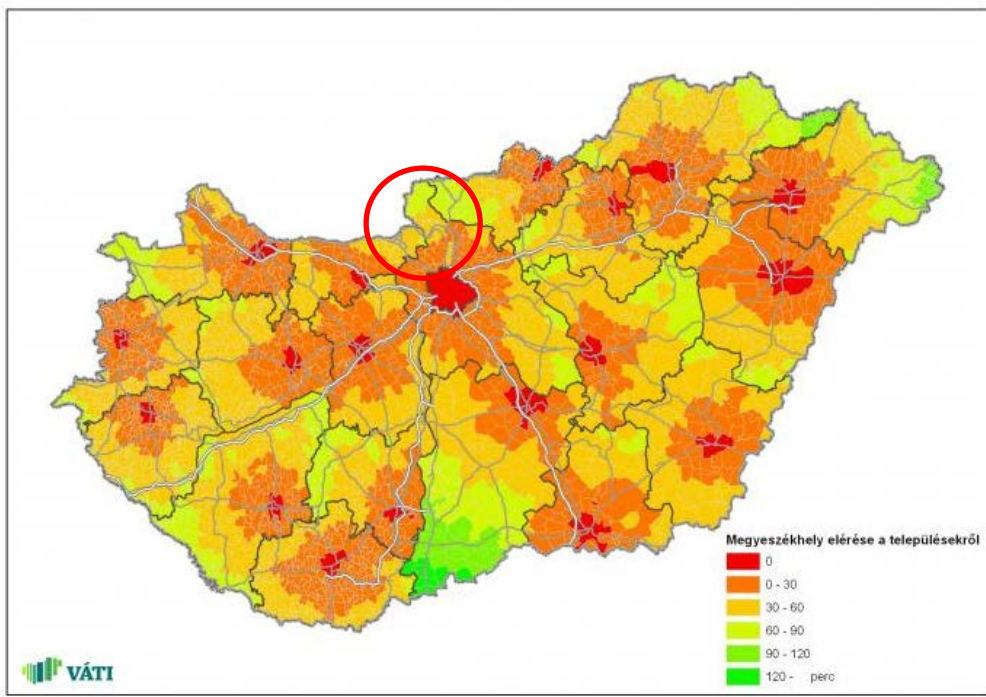 Megyeszékhely elérése a településekről
0
0 - 30
30 - 60
60 - 90
90 - 120
120 - perc
VÁTI